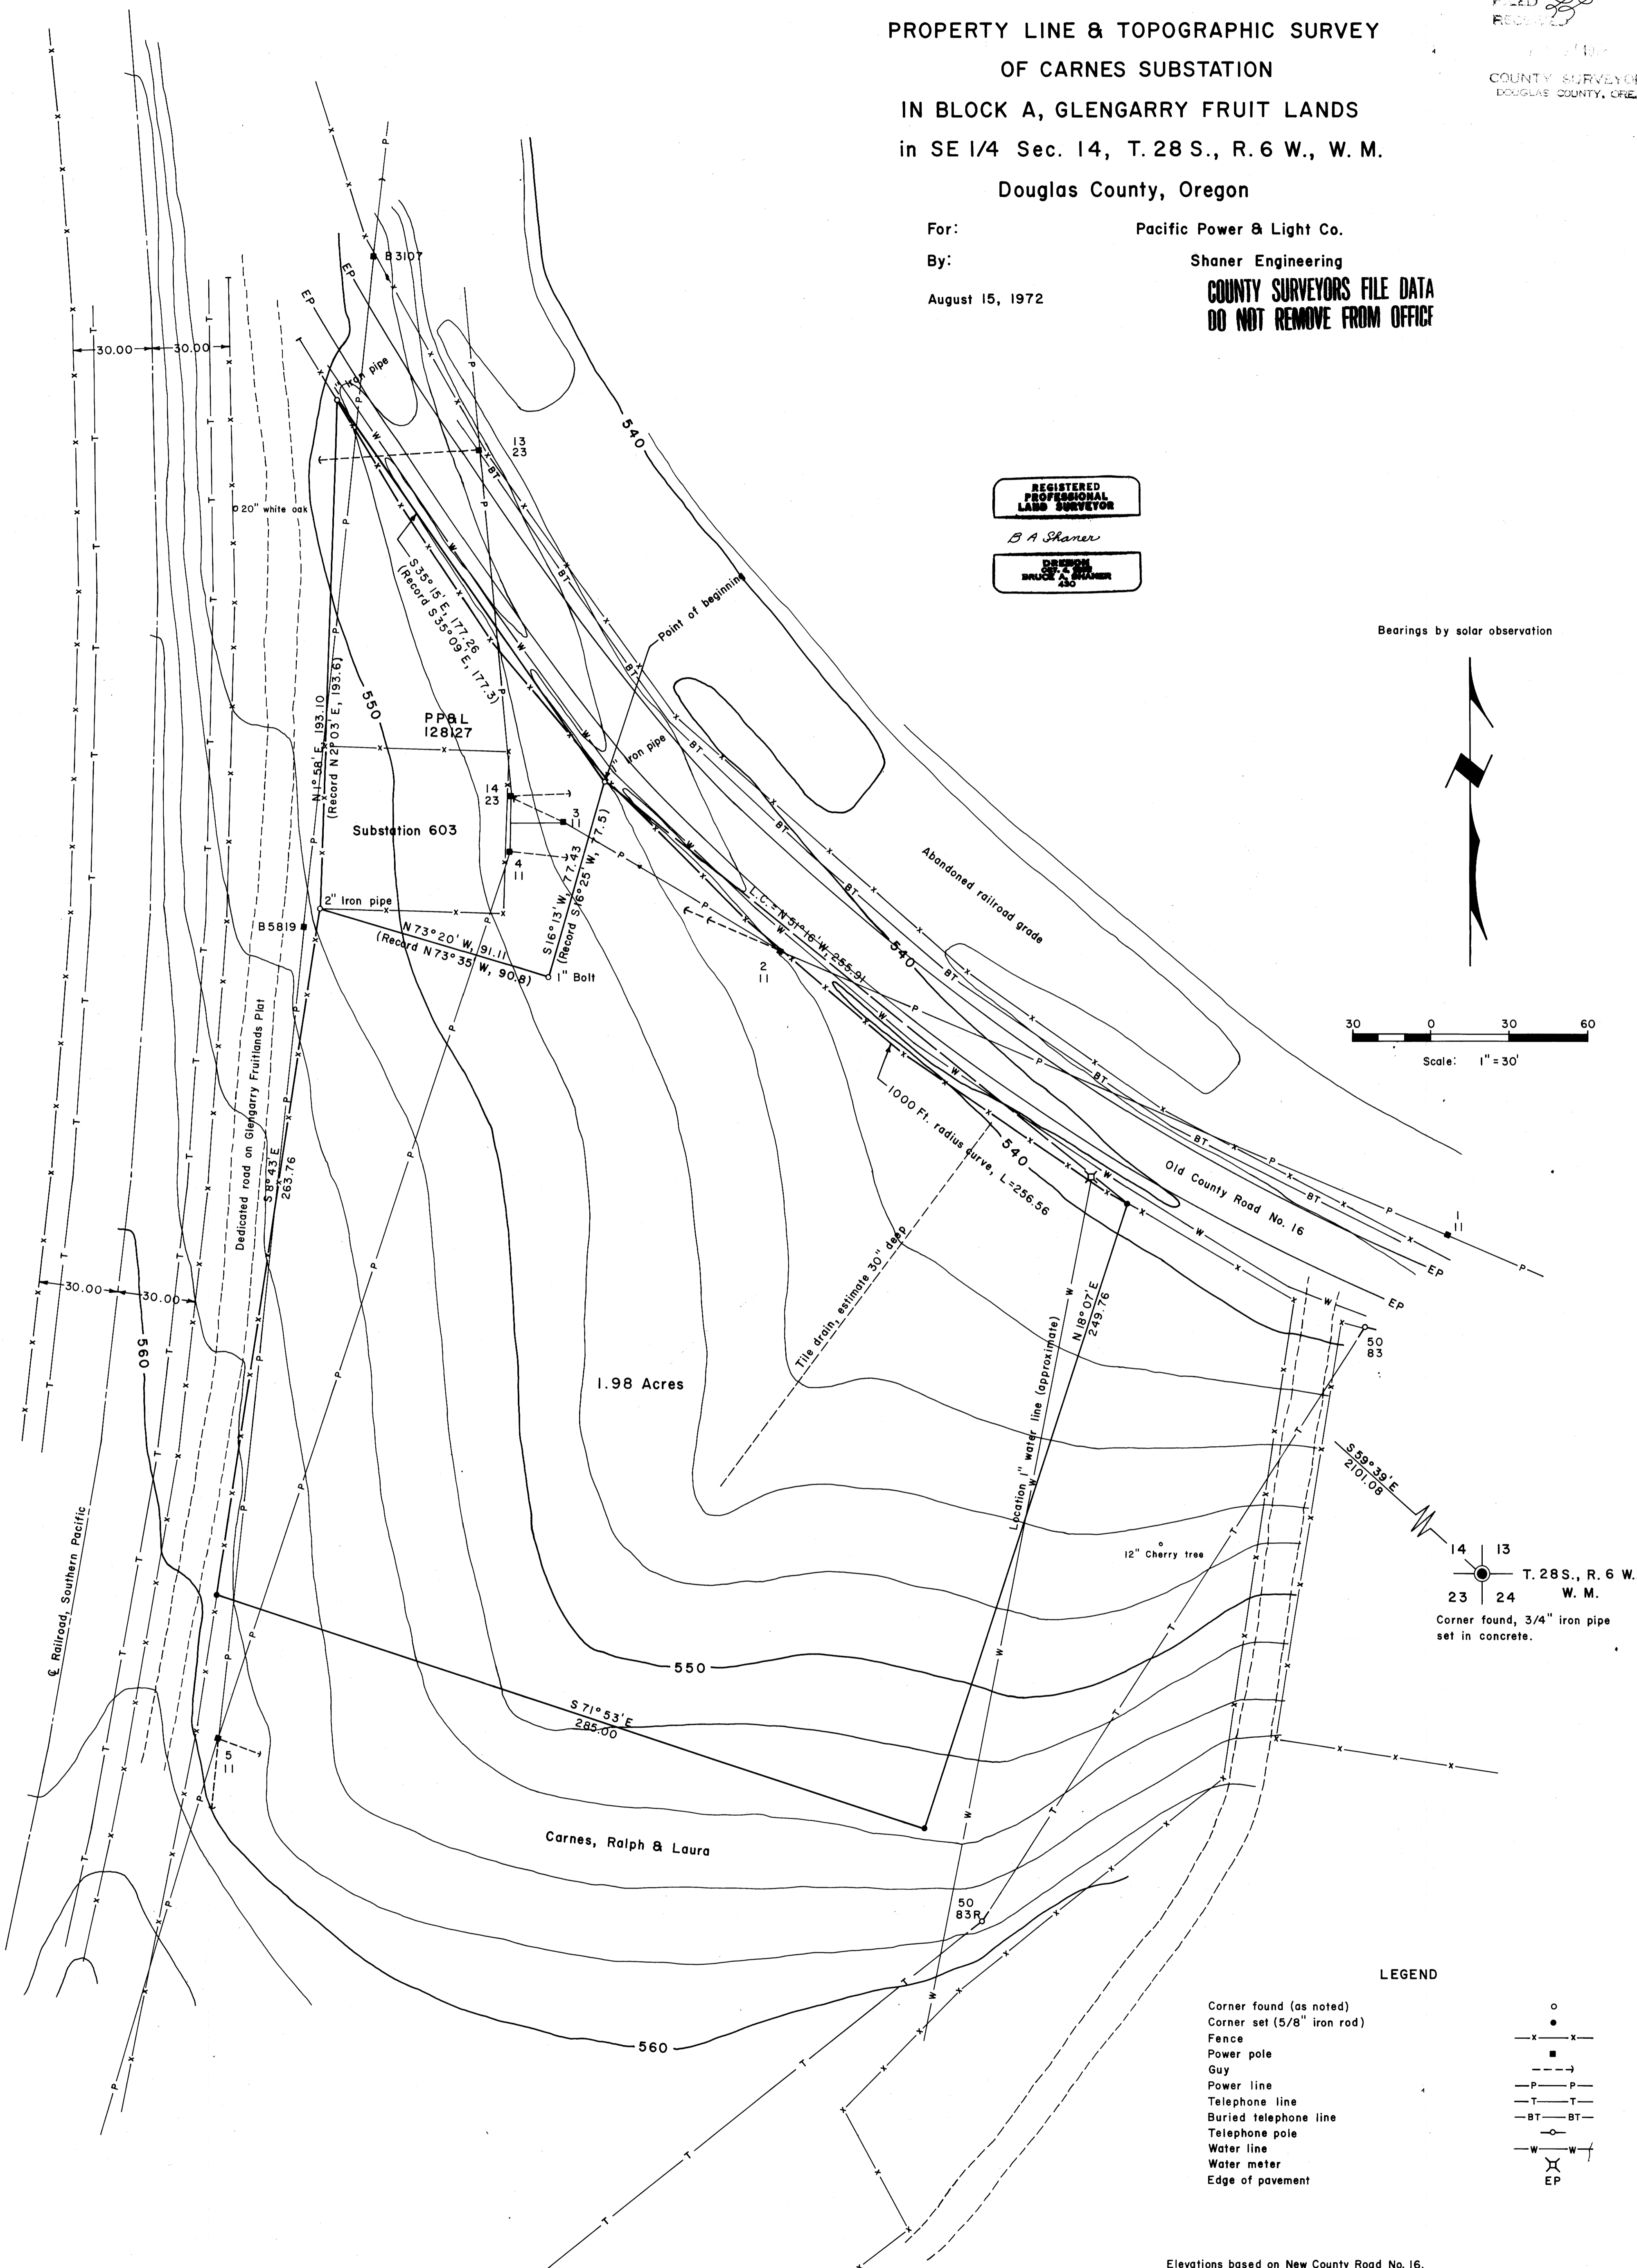 PROPERTY LINE & TOPOGRAPHIC SURVEY
OF CARNES SUBSTATION
IN BLOCK A, GLENGARRY FRUIT LANDS
in SE 1/4 Sec. 14, T. 28 S., R. 6 W., W. M.
Douglas County, Oregon
For: Pacific Power & Light Co.
By: Shaner Engineering
August 15, 1972
COUNTY SURVEYORS FILE DATA
DO NOT REMOVE FROM OFFICE
COUNTY SURVEYOR
DOUGLAS COUNTY, ORE.
REGISTERED
PROFESSIONAL
LAND SURVEYOR
B A Shaner
OREGON
BRUCE A. SHANER
430
Bearings by solar observation
30 0 30 60
Scale: 1" = 30'
B 3107
EP
EP
30.00 30.00
1" Iron pipe
540
13
23
20" white oak
S 35° 15' E, 177.26
(Record S 35° 09' E, 177.3)
Point of beginning
N 1° 58' E, 193.10
(Record N 2° 03' E, 193.6)
550
PP&L
128127
1" Iron pipe
14
23
3
11
Substation 603
4
11
S 16° 13' W, 77.43
(Record S 16° 25' W, 77.5)
2" Iron pipe
B 5819
N 73° 20' W, 91.11
(Record N 73° 35' W, 90.8)
1" Bolt
L.C. = N 51° 16' W, 255.91
2
11
Abandoned railroad grade
540
1000 Ft. radius curve, L=256.56
540
Old County Road No. 16
1
11
EP
EP
Dedicated road on Glengarry Fruitlands Plat
S 8° 43' E
263.76
30.00 30.00
560
Tile drain, estimate 30" deep
1.98 Acres
Location 1" water line (approximate)
N 18° 07' E
249.76
50
83
S 59° 39' E
2101.08
14 13
23 24
T. 28 S., R. 6 W.
W. M.
Corner found, 3/4" iron pipe
set in concrete.
12" Cherry tree
℄ Railroad, Southern Pacific
550
S 71° 53' E
285.00
5
11
Carnes, Ralph & Laura
50
83R
560
LEGEND
Corner found (as noted)
Corner set (5/8" iron rod)
Fence x x
Power pole
Guy
Power line P P
Telephone line T T
Buried telephone line BT BT
Telephone pole
Water line W W
Water meter
Edge of pavement EP
Elevations based on New County Road No. 16.